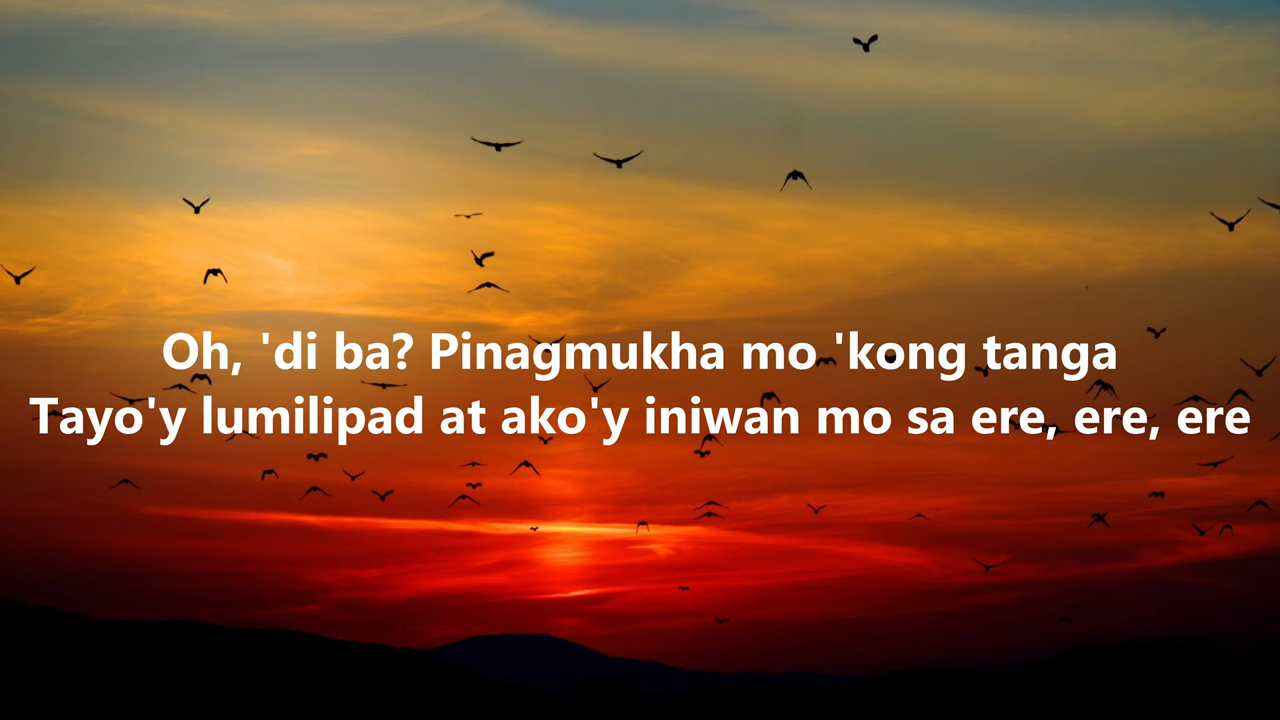 Oh, 'di ba? Pinagmukha mo 'kong tanga
Tayo'y lumilipad at ako'y iniwan mo sa ere, ere, ere